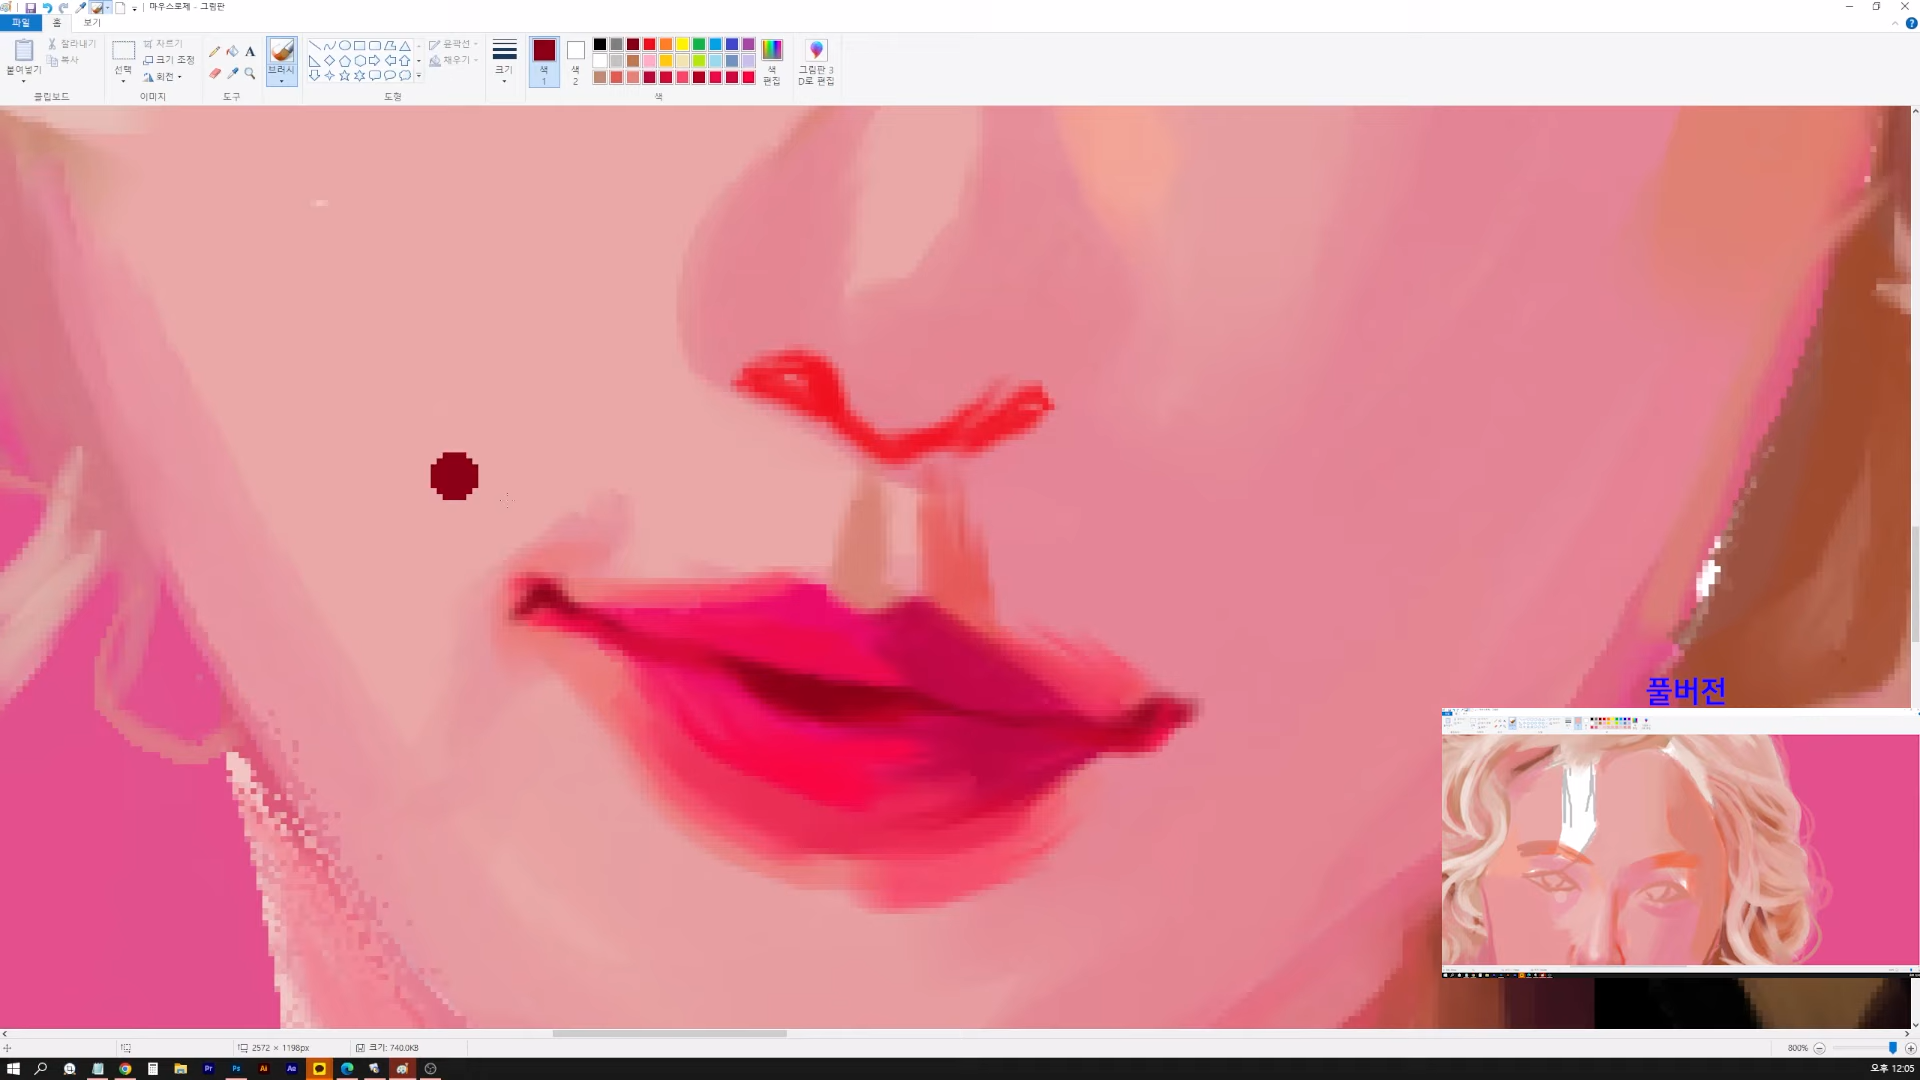 마우스로제 - 그림판
파일
홈
보기
붙여넣기
잘라내기
복사
클립보드
선택
자르기
크기 조정
회전
이미지
A
도구
브러시
윤곽선
채우기
도형
크기
색
1
색
2
색
편집
그림판 3
D로 편집
색
풀버전
2572 × 1198px
크기: 740.0KB
800%
Pr
Ps
Ai
Ae
오후 12:05